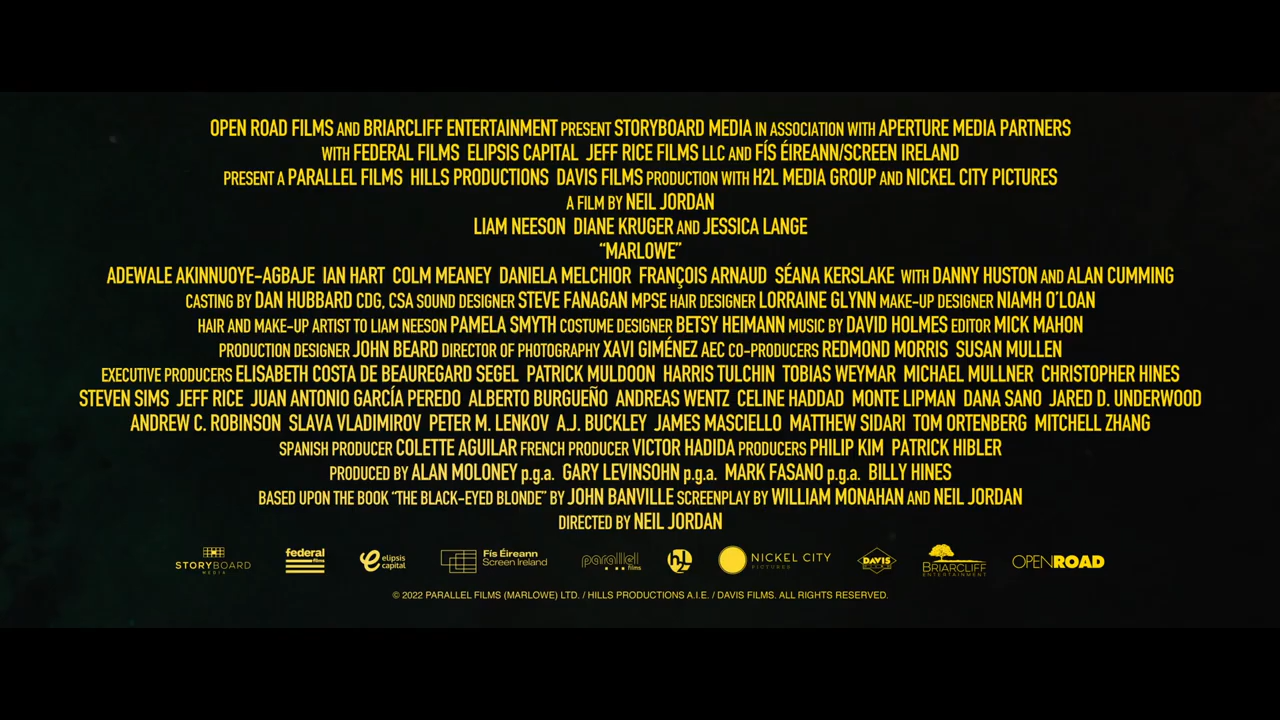 OPEN ROAD FILMS AND BRIARCLIFF ENTERTAINMENT PRESENT STORYBOARD MEDIA IN ASSOCIATION WITH APERTURE MEDIA PARTNERS
WITH FEDERAL FILMS ELIPSIS CAPITAL JEFF RICE FILMS LLC AND FÍS ÉIREANN/SCREEN IRELAND
PRESENT A PARALLEL FILMS HILLS PRODUCTIONS DAVIS FILMS PRODUCTION WITH H2L MEDIA GROUP AND NICKEL CITY PICTURES
A FILM BY NEIL JORDAN
LIAM NEESON DIANE KRUGER AND JESSICA LANGE
“MARLOWE”
ADEWALE AKINNUOYE-AGBAJE IAN HART COLM MEANEY DANIELA MELCHIOR FRANÇOIS ARNAUD SÉANA KERSLAKE WITH DANNY HUSTON AND ALAN CUMMING
CASTING BY DAN HUBBARD CDG, CSA SOUND DESIGNER STEVE FANAGAN MPSE HAIR DESIGNER LORRAINE GLYNN MAKE-UP DESIGNER NIAMH O’LOAN
HAIR AND MAKE-UP ARTIST TO LIAM NEESON PAMELA SMYTH COSTUME DESIGNER BETSY HEIMANN MUSIC BY DAVID HOLMES EDITOR MICK MAHON
PRODUCTION DESIGNER JOHN BEARD DIRECTOR OF PHOTOGRAPHY XAVI GIMÉNEZ AEC CO-PRODUCERS REDMOND MORRIS SUSAN MULLEN
EXECUTIVE PRODUCERS ELISABETH COSTA DE BEAUREGARD SEGEL PATRICK MULDOON HARRIS TULCHIN TOBIAS WEYMAR MICHAEL MULLNER CHRISTOPHER HINES
STEVEN SIMS JEFF RICE JUAN ANTONIO GARCÍA PEREDO ALBERTO BURGUEÑO ANDREAS WENTZ CELINE HADDAD MONTE LIPMAN DANA SANO JARED D. UNDERWOOD
ANDREW C. ROBINSON SLAVA VLADIMIROV PETER M. LENKOV A.J. BUCKLEY JAMES MASCIELLO MATTHEW SIDARI TOM ORTENBERG MITCHELL ZHANG
SPANISH PRODUCER COLETTE AGUILAR FRENCH PRODUCER VICTOR HADIDA PRODUCERS PHILIP KIM PATRICK HIBLER
PRODUCED BY ALAN MOLONEY p.g.a. GARY LEVINSOHN p.g.a. MARK FASANO p.g.a. BILLY HINES
BASED UPON THE BOOK “THE BLACK-EYED BLONDE” BY JOHN BANVILLE SCREENPLAY BY WILLIAM MONAHAN AND NEIL JORDAN
DIRECTED BY NEIL JORDAN
STORYBOARD MEDIA
federal films
elipsis capital
Fís Éireann
Screen Ireland
parallel films
NICKEL CITY PICTURES
DAVIS FILMS
BRIARCLIFF ENTERTAINMENT
OPENROAD
© 2022 PARALLEL FILMS (MARLOWE) LTD. / HILLS PRODUCTIONS A.I.E. / DAVIS FILMS. ALL RIGHTS RESERVED.